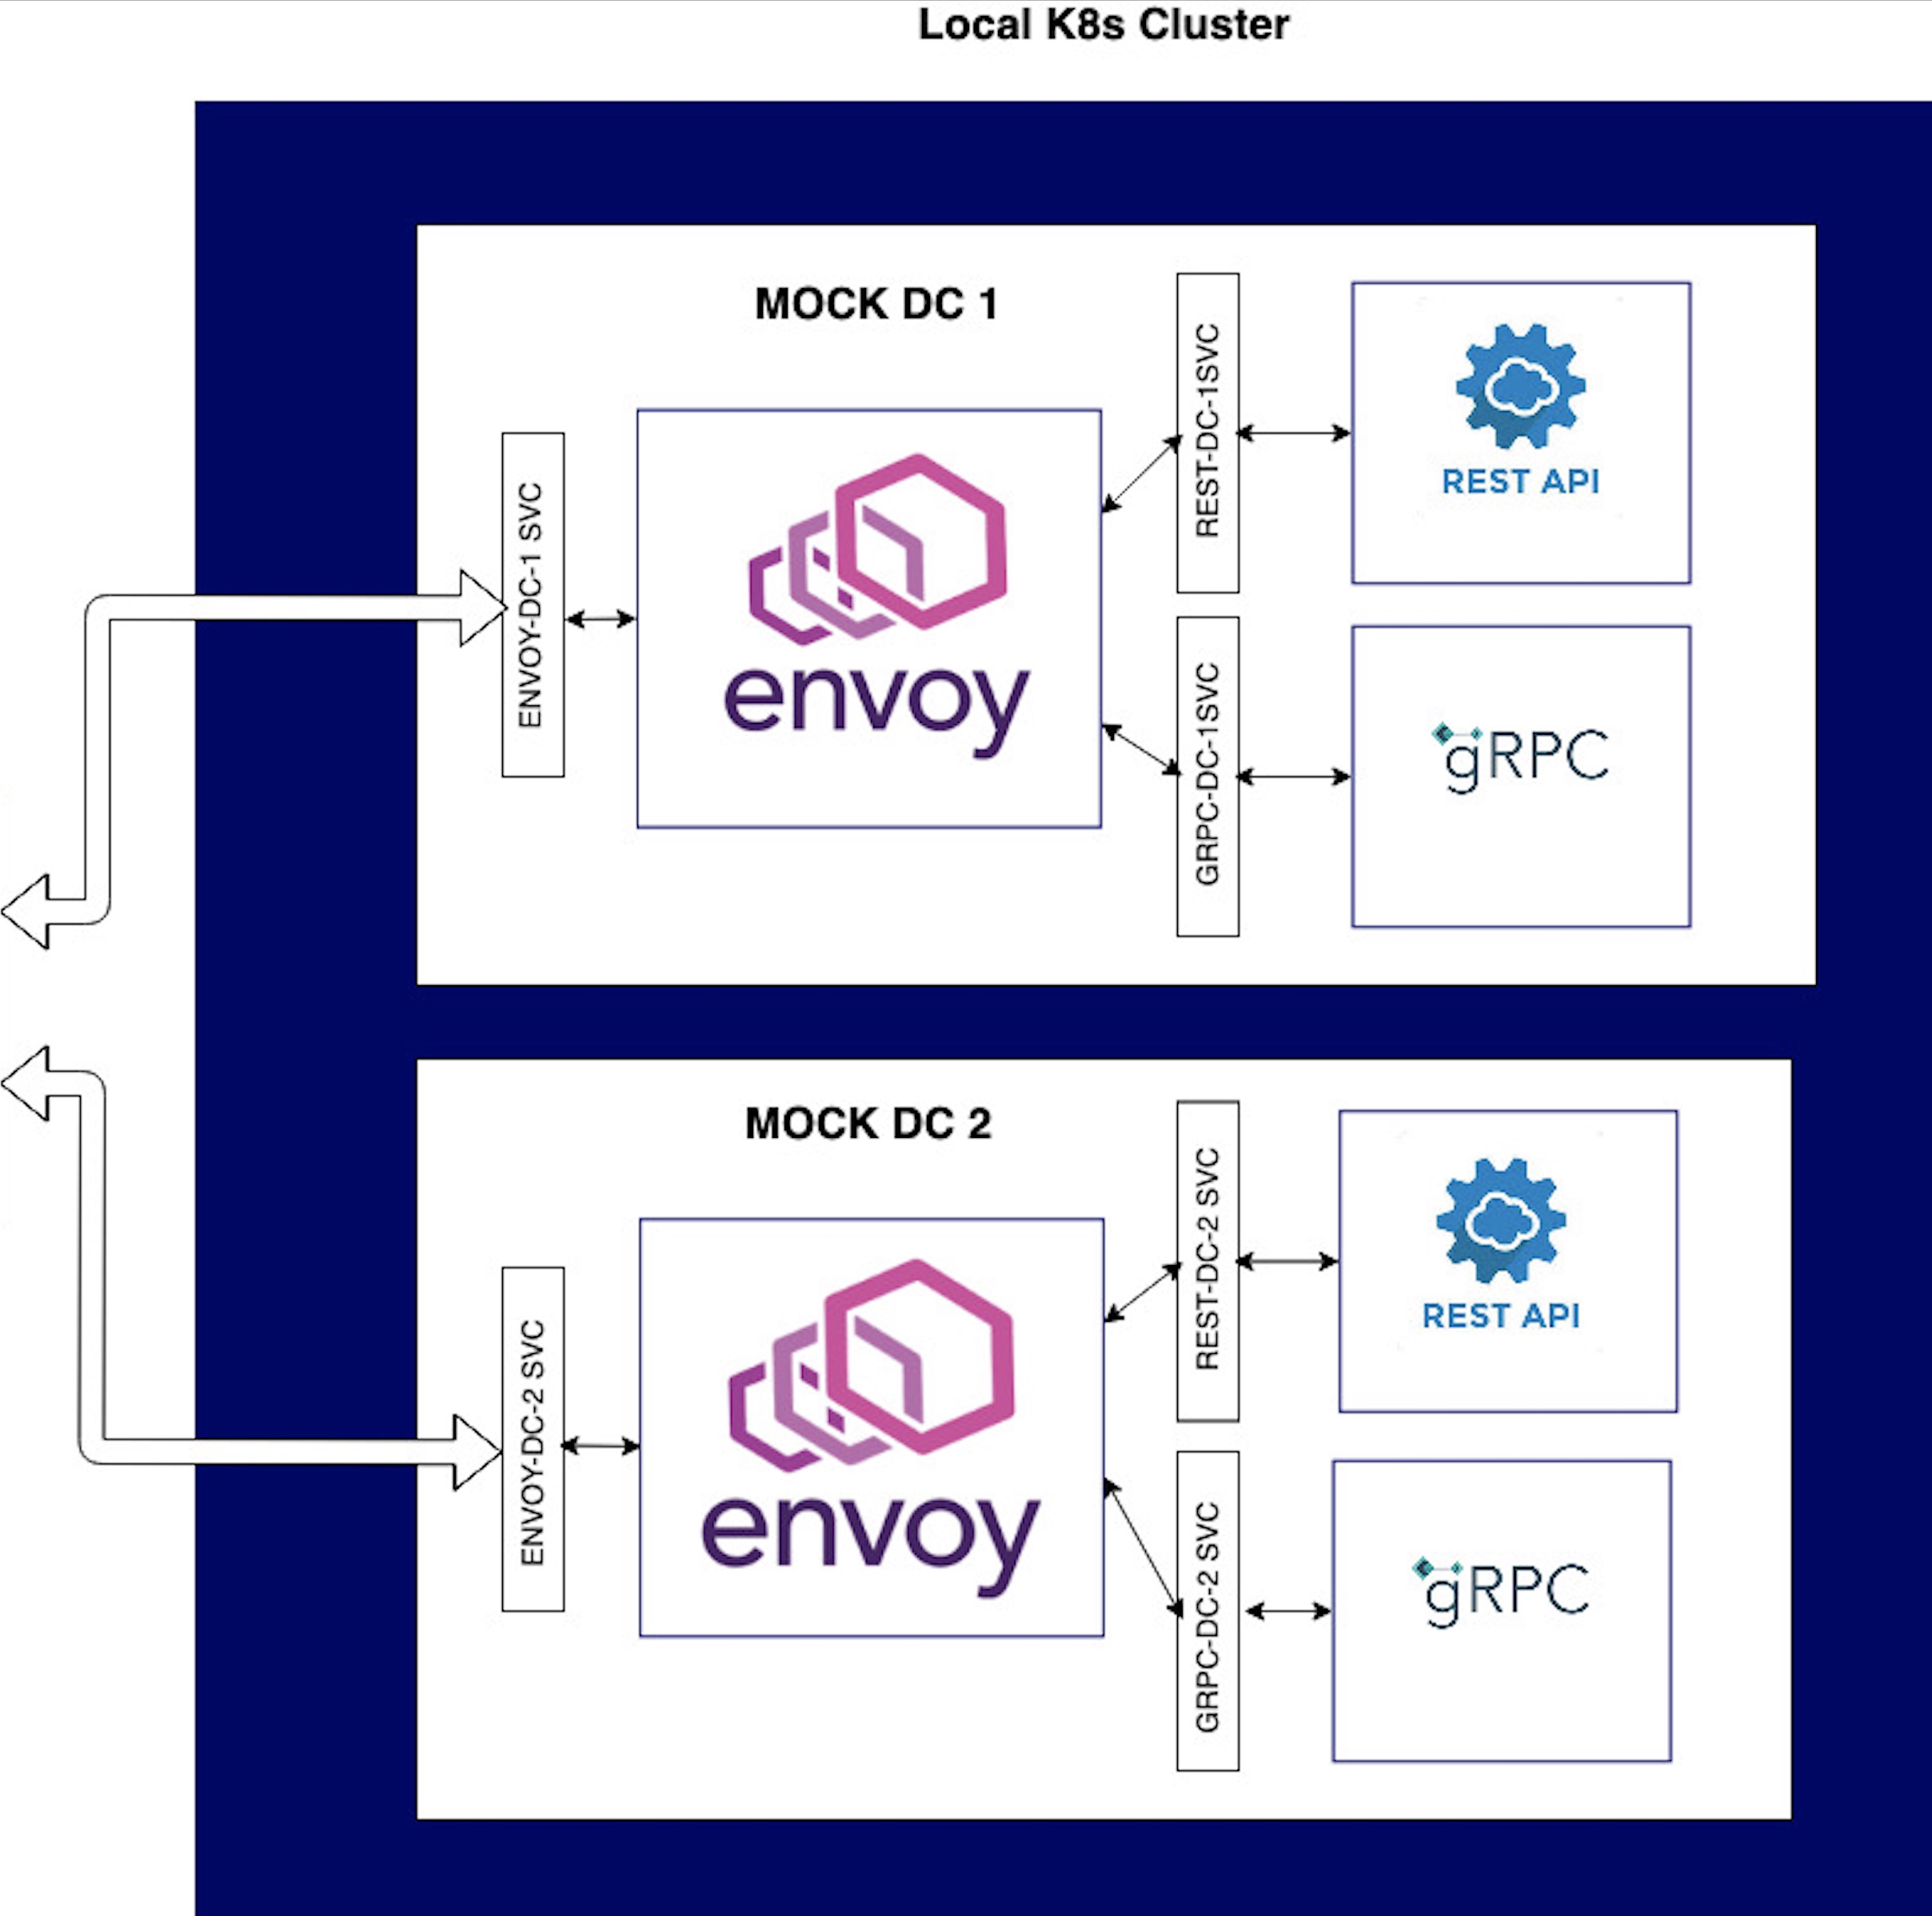 Local K8s Cluster
MOCK DC 1
ENVOY-DC-1 SVC
envoy
REST-DC-1SVC
REST API
GRPC-DC-1SVC
gRPC
MOCK DC 2
ENVOY-DC-2 SVC
envoy
REST-DC-2 SVC
REST API
GRPC-DC-2 SVC
gRPC